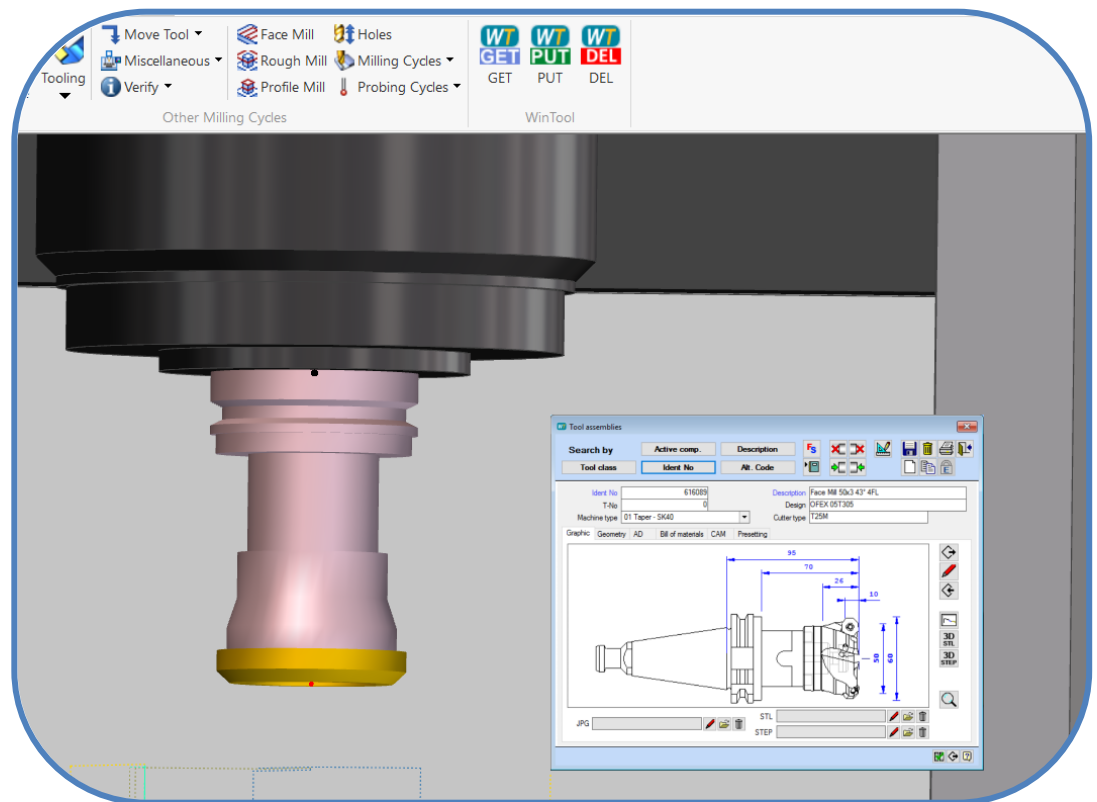 Move Tool
Face Mill
Holes
Tooling
Miscellaneous
Rough Mill
Milling Cycles
Verify
Profile Mill
Probing Cycles
WT GET
WT PUT
WT DEL
GET
PUT
DEL
Other Milling Cycles
WinTool
Tool assemblies
Search by
Active comp.
Description
FS
Tool class
Ident No
Alt. Code
E
Ident No 616089
Description Face Mill 50x3 43° 4FL
T-No 0
Design OFEX 05T305
Machine type 01 Taper - SK40
Cutter type T25M
Graphic Geometry AD Bill of materials CAM Presetting
95
70
26
10
50
60
3D STL
3D STEP
JPG
STL
STEP